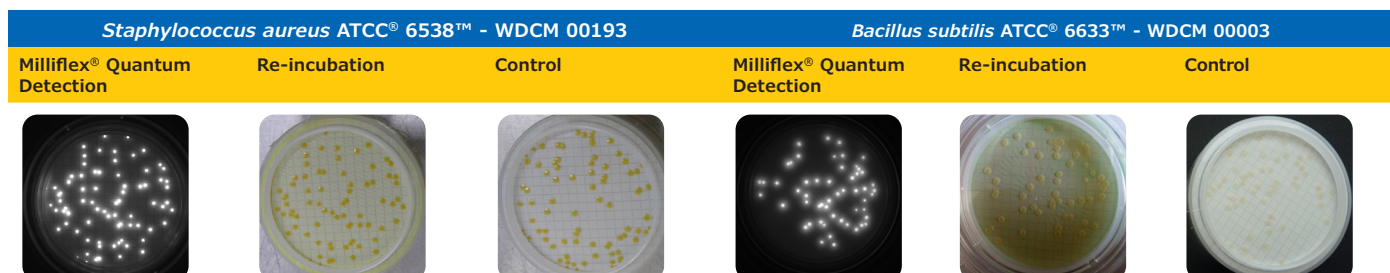 Staphylococcus aureus ATCC® 6538™ - WDCM 00193
Bacillus subtilis ATCC® 6633™ - WDCM 00003
Milliflex® Quantum
Detection
Re-incubation
Control
Milliflex® Quantum
Detection
Re-incubation
Control